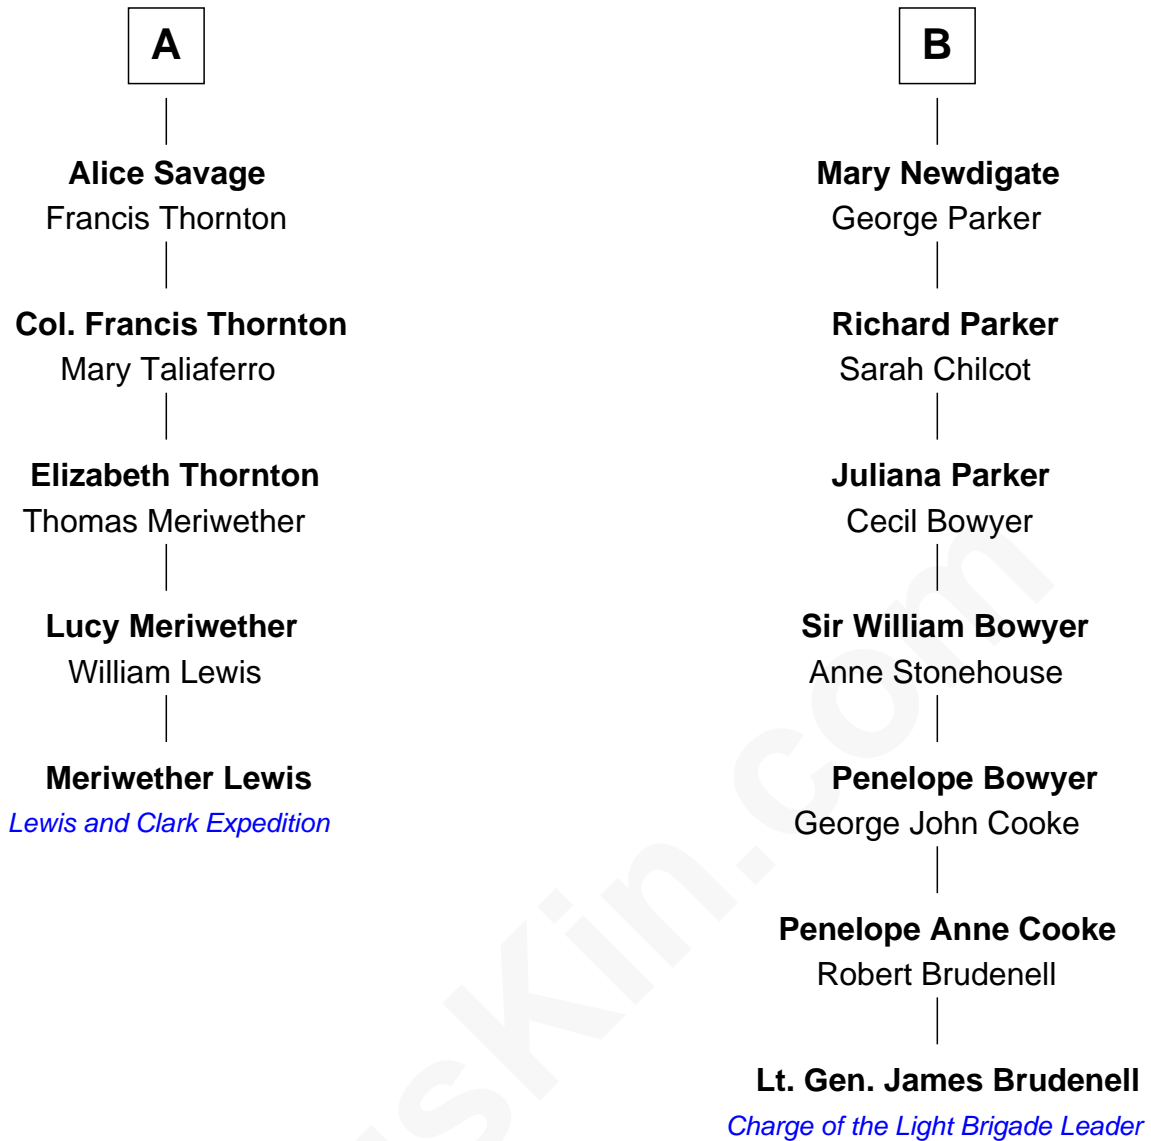 A
Alice Savage
Francis Thornton
Col. Francis Thornton
Mary Taliaferro
Elizabeth Thornton
Thomas Meriwether
Lucy Meriwether
William Lewis
Meriwether Lewis
Lewis and Clark Expedition
B
Mary Newdigate
George Parker
Richard Parker
Sarah Chilcot
Juliana Parker
Cecil Bowyer
Sir William Bowyer
Anne Stonehouse
Penelope Bowyer
George John Cooke
Penelope Anne Cooke
Robert Brudenell
Lt. Gen. James Brudenell
Charge of the Light Brigade Leader
sKin.com